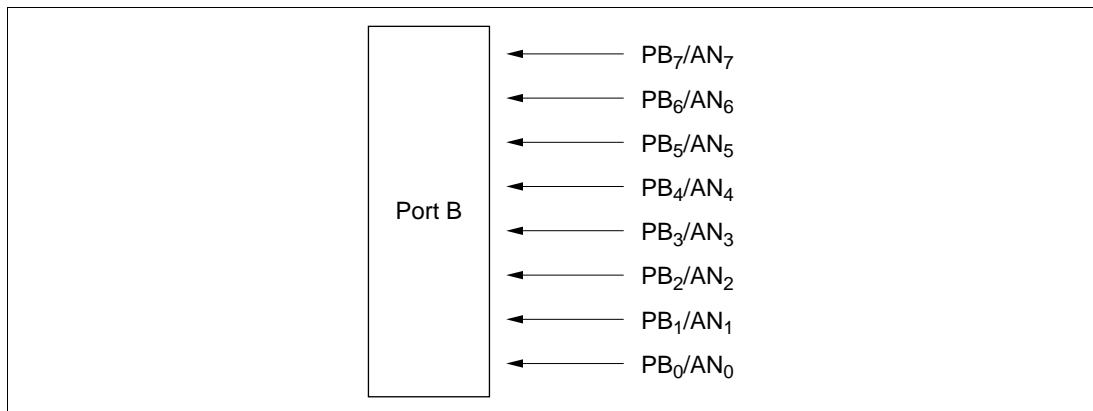 PB₇/AN₇
PB₆/AN₆
PB₅/AN₅
PB₄/AN₄
Port B
PB₃/AN₃
PB₂/AN₂
PB₁/AN₁
PB₀/AN₀